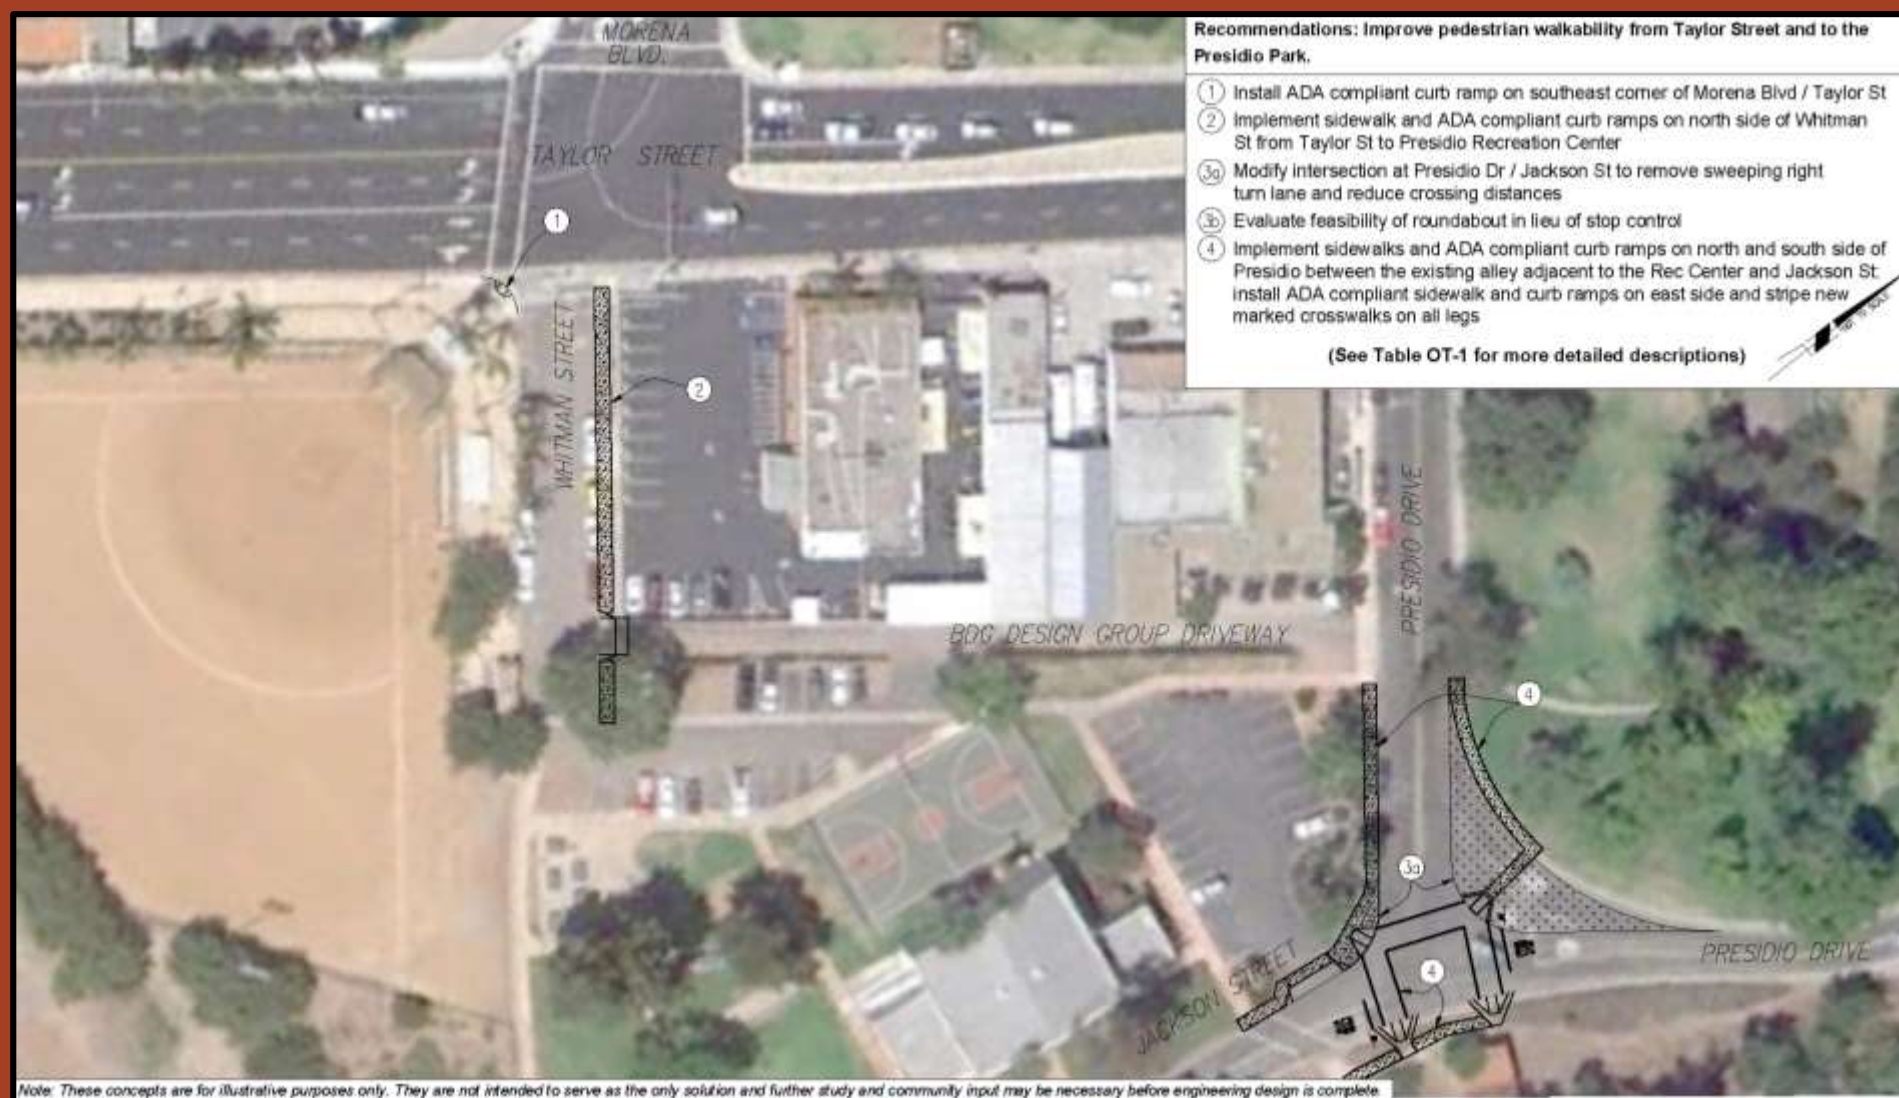 MORENA
BLVD.
TAYLOR STREET
Recommendations: Improve pedestrian walkability from Taylor Street and to the
Presidio Park.
1 Install ADA compliant curb ramp on southeast corner of Morena Blvd / Taylor St
2 Implement sidewalk and ADA compliant curb ramps on north side of Whitman
St from Taylor St to Presidio Recreation Center
3a Modify intersection at Presidio Dr / Jackson St to remove sweeping right
turn lane and reduce crossing distances
3b Evaluate feasibility of roundabout in lieu of stop control
4 Implement sidewalks and ADA compliant curb ramps on north and south side of
Presidio between the existing alley adjacent to the Rec Center and Jackson St.
install ADA compliant sidewalk and curb ramps on east side and stripe new
marked crosswalks on all legs
(See Table OT-1 for more detailed descriptions)
NOT TO SCALE
1
WHITMAN STREET
2
PRESIDIO DRIVE
BDG DESIGN GROUP DRIVEWAY
4
3a
PRESIDIO DRIVE
4
JACKSON STREET
Note: These concepts are for illustrative purposes only. They are not intended to serve as the only solution and further study and community input may be necessary before engineering design is complete.